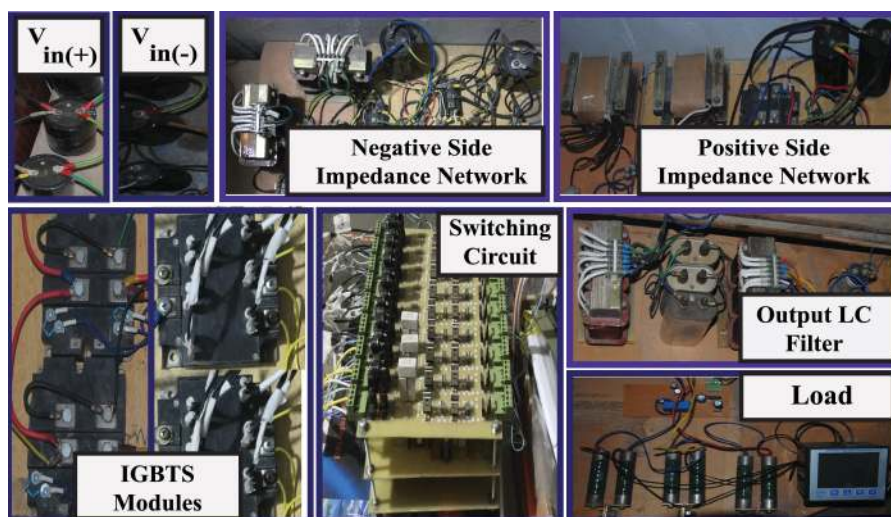 V
in(+)
V
in(-)
Negative Side
Impedance Network
Positive Side
Impedance Network
IGBTS
Modules
Switching
Circuit
Output LC
Filter
Load